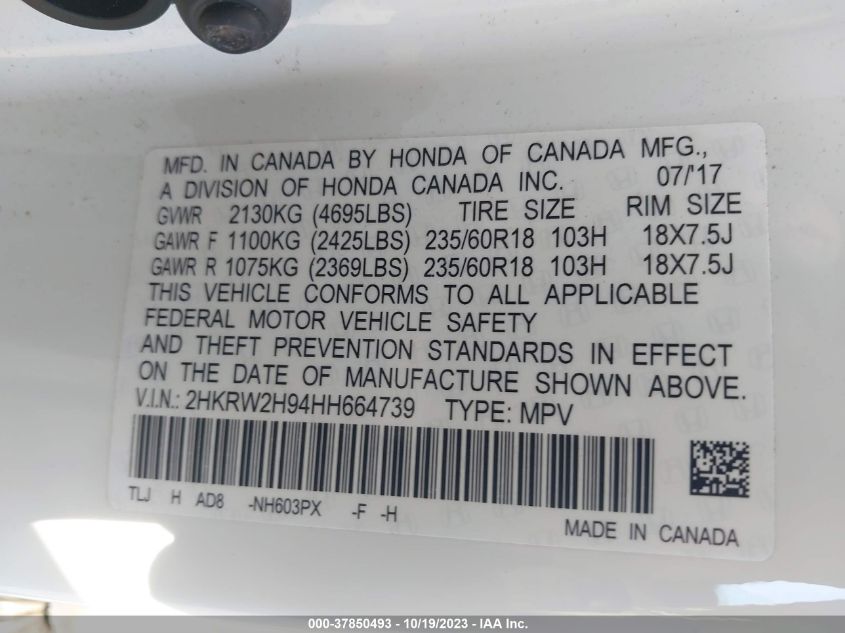 MFD. IN CANADA BY HONDA OF CANADA MFG.,
A DIVISION OF HONDA CANADA INC. 07/'17
GVWR 2130KG (4695LBS) TIRE SIZE RIM SIZE
GAWR F 1100KG (2425LBS) 235/60R18 103H 18X7.5J
GAWR R 1075KG (2369LBS) 235/60R18 103H 18X7.5J
THIS VEHICLE CONFORMS TO ALL APPLICABLE
FEDERAL MOTOR VEHICLE SAFETY
AND THEFT PREVENTION STANDARDS IN EFFECT
ON THE DATE OF MANUFACTURE SHOWN ABOVE.
V.I.N.: 2HKRW2H94HH664739 TYPE: MPV
TLJ H AD8 -NH603PX -F -H
MADE IN CANADA
000-37850493 - 10/19/2023 - IAA Inc.